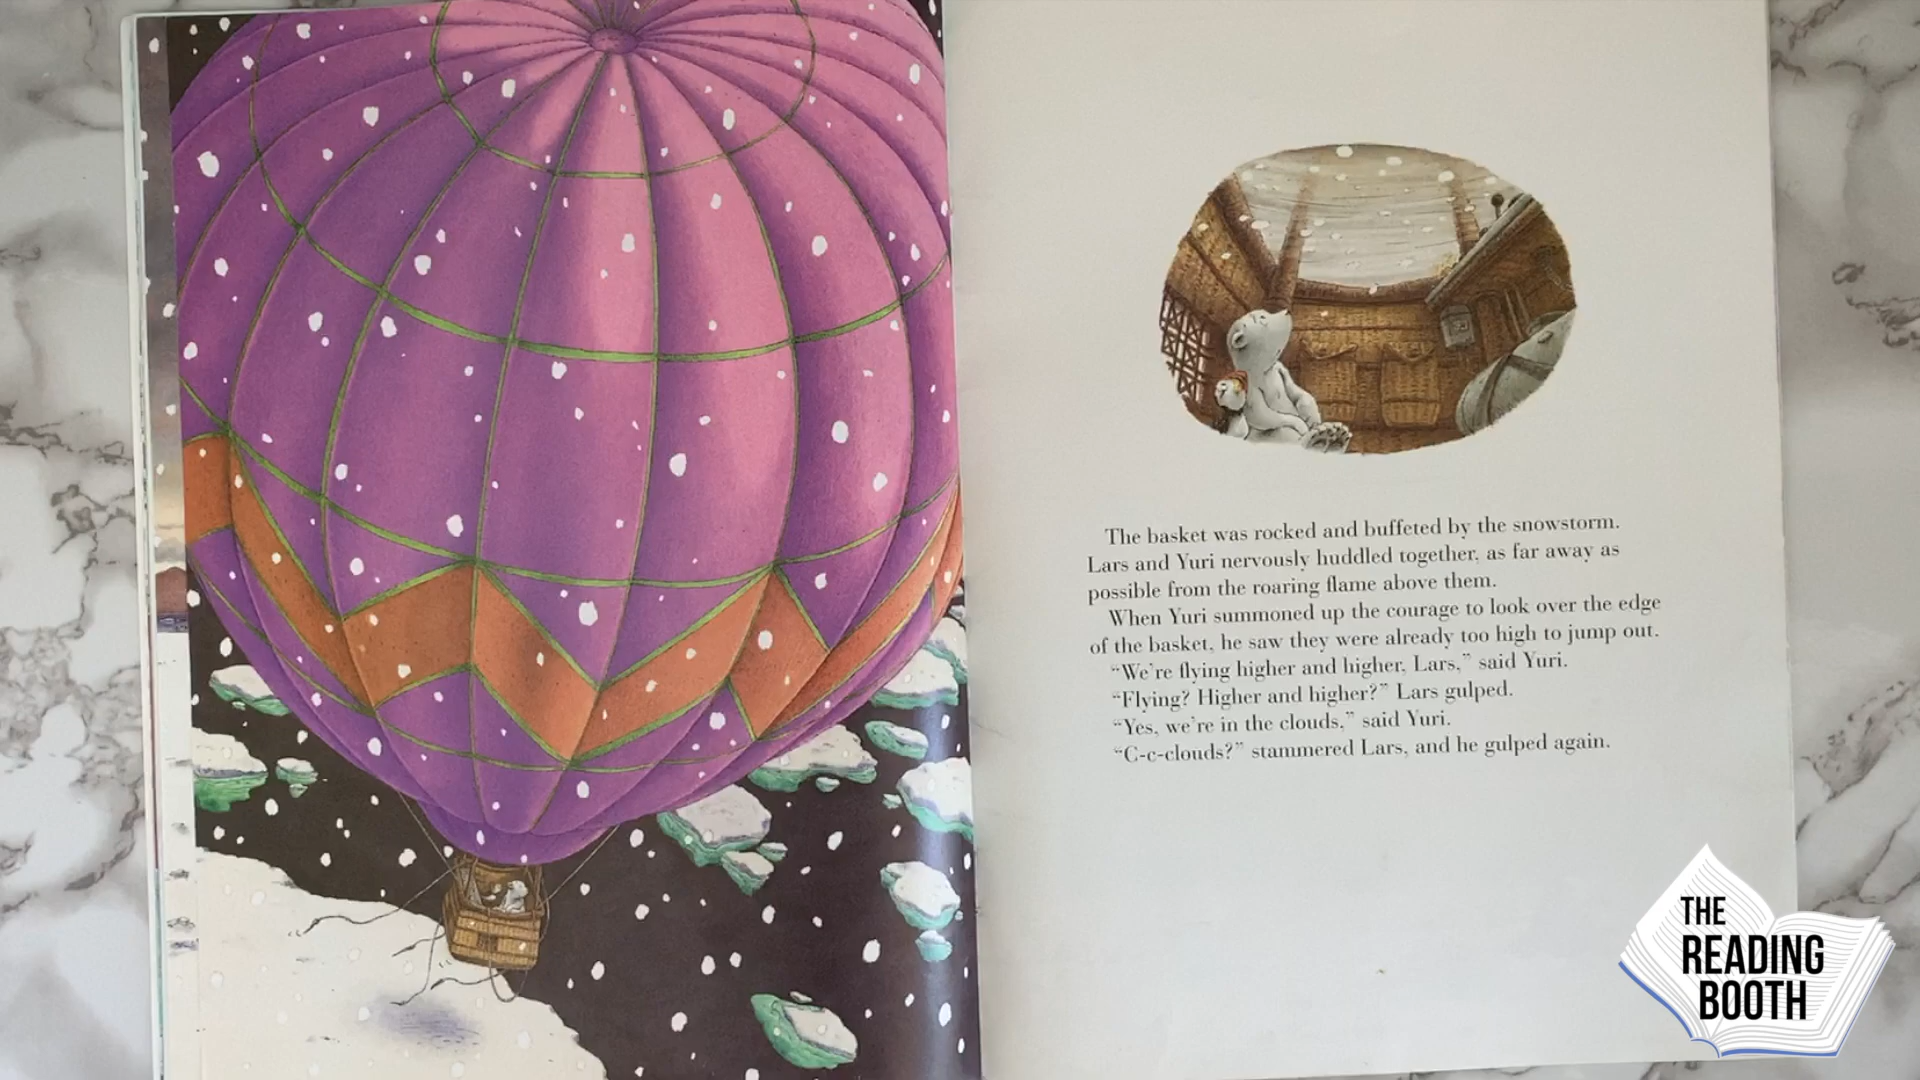 The basket was rocked and buffeted by the snowstorm.
Lars and Yuri nervously huddled together, as far away as
possible from the roaring flame above them.
When Yuri summoned up the courage to look over the edge
of the basket, he saw they were already too high to jump out.
“We’re flying higher and higher, Lars,” said Yuri.
“Flying? Higher and higher?” Lars gulped.
“Yes, we’re in the clouds,” said Yuri.
“C-c-clouds?” stammered Lars, and he gulped again.
THE
READING
BOOTH